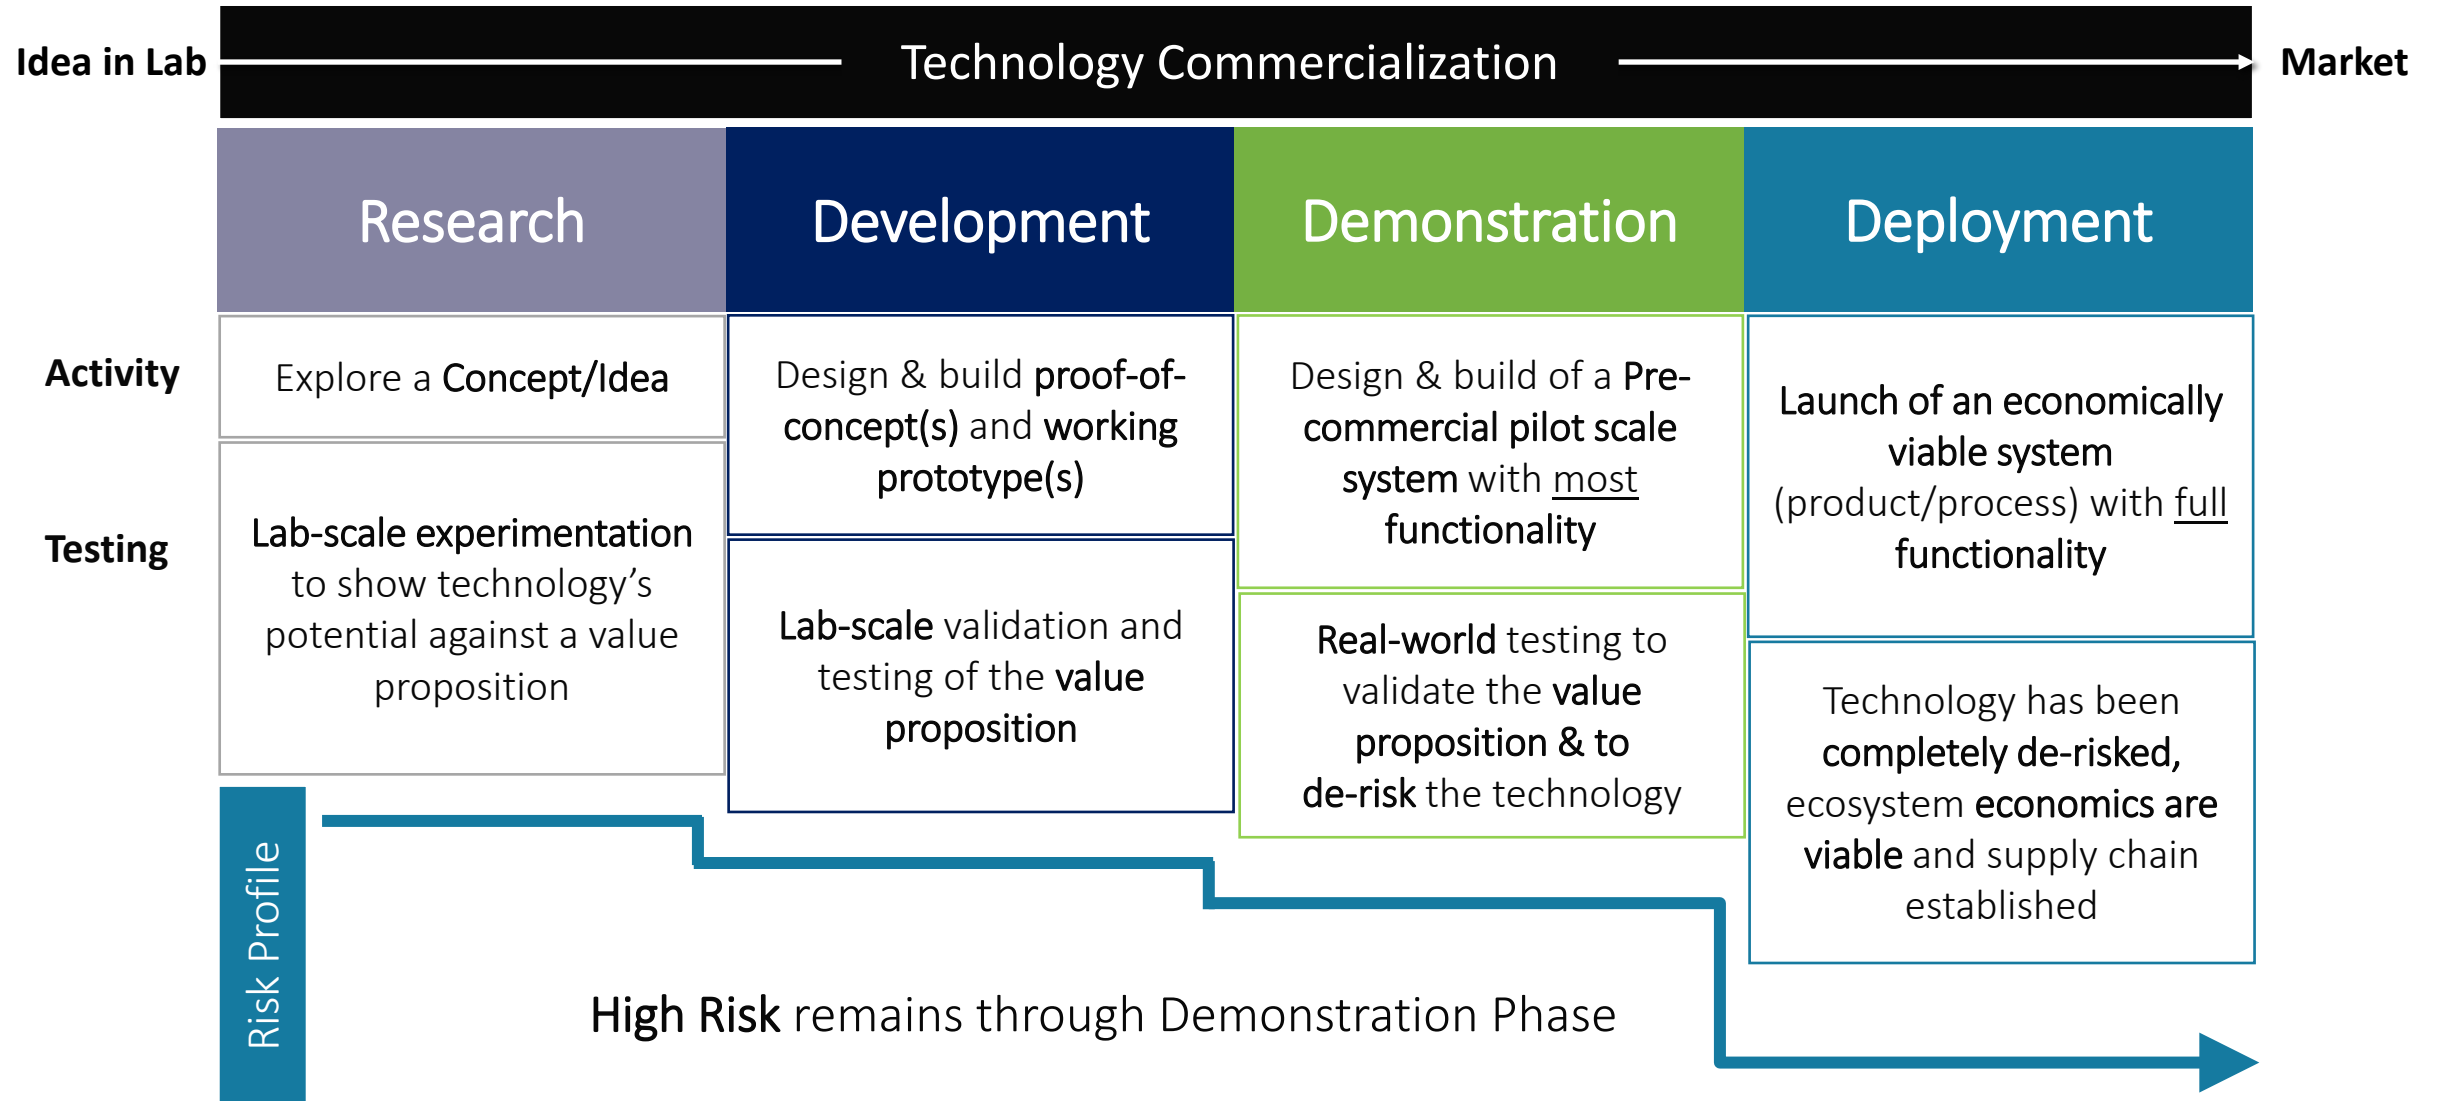 Idea in Lab
Technology Commercialization
Market
Research
Development
Demonstration
Deployment
Activity
Explore a Concept/Idea
Design & build proof-of-
concept(s) and working
prototype(s)
Design & build of a Pre-
commercial pilot scale
system with most
functionality
Launch of an economically
viable system
(product/process) with full
functionality
Testing
Lab-scale experimentation
to show technology’s
potential against a value
proposition
Lab-scale validation and
testing of the value
proposition
Real-world testing to
validate the value
proposition & to
de-risk the technology
Technology has been
completely de-risked,
ecosystem economics are
viable and supply chain
established
Risk Profile
High Risk remains through Demonstration Phase